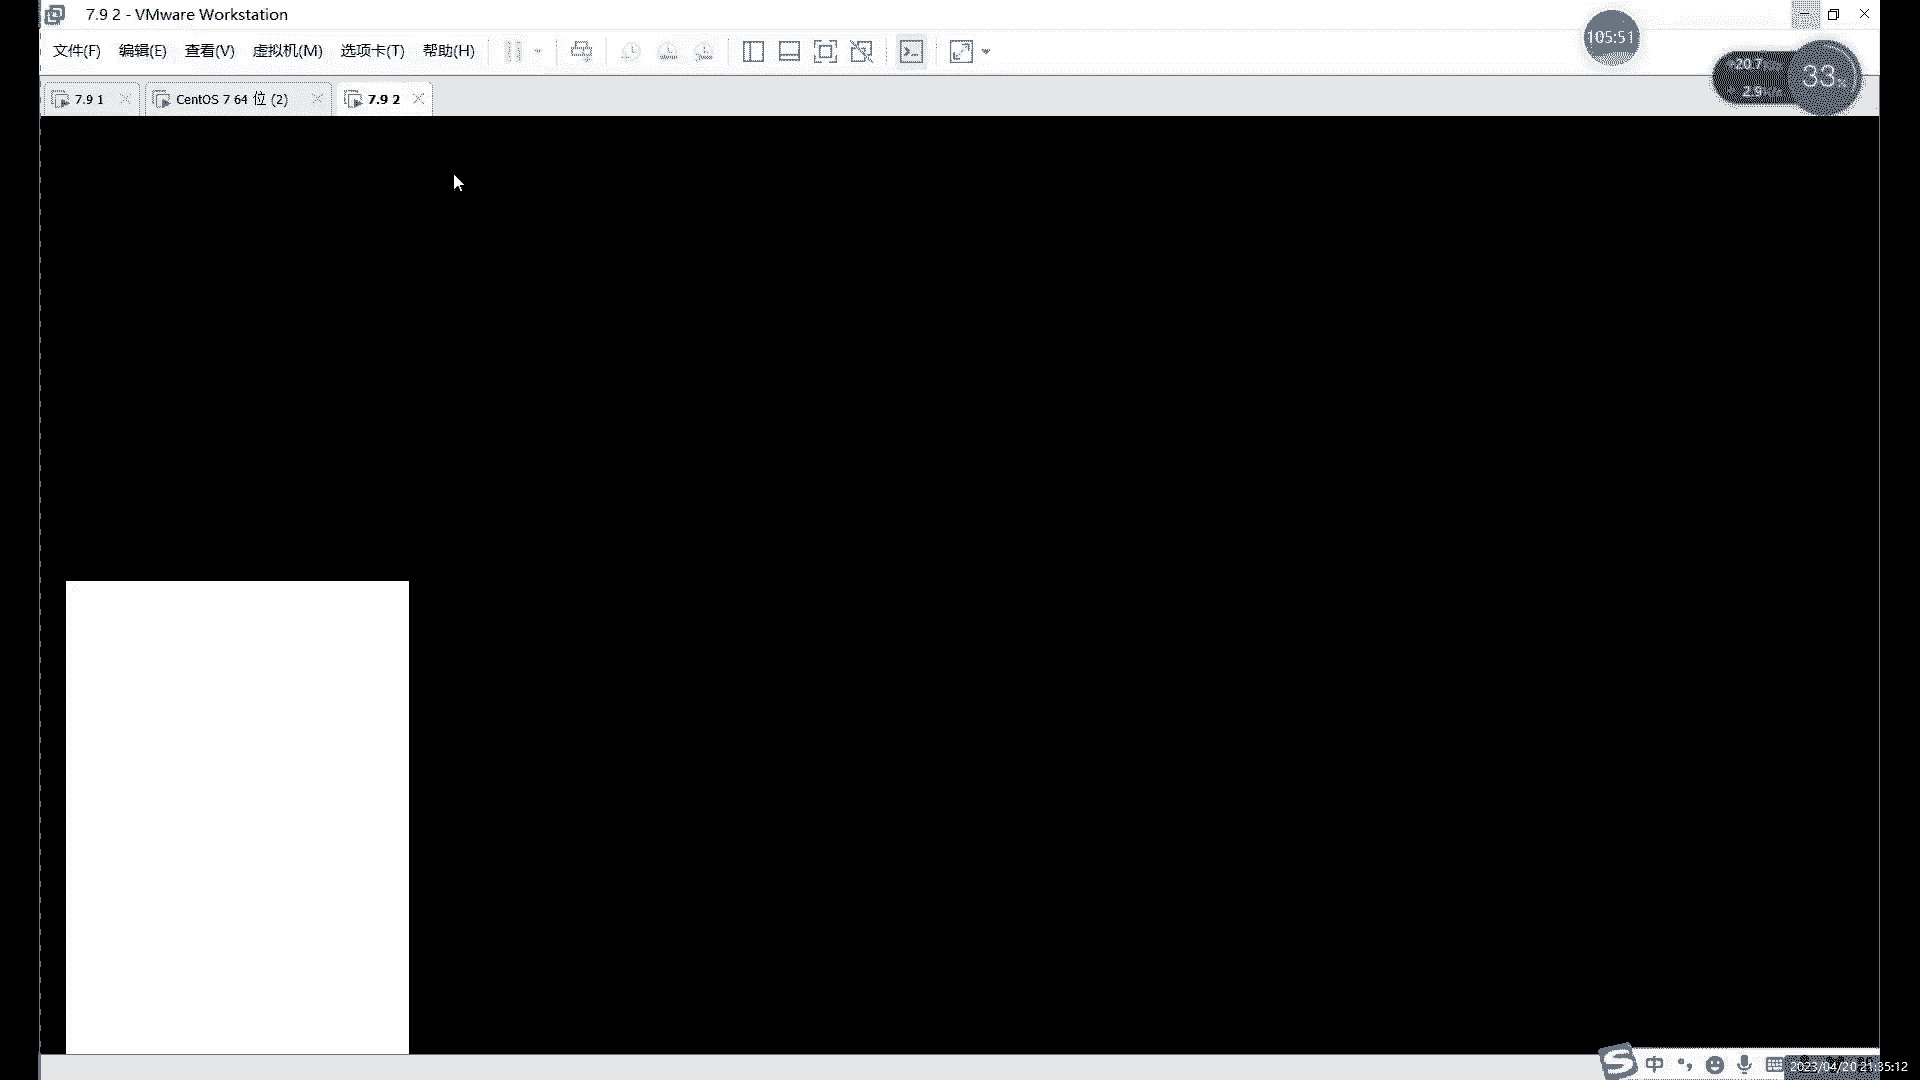 7.9 2 - VMware Workstation
105:51
文件(F) 编辑(E) 查看(V) 虚拟机(M) 选项卡(T) 帮助(H)
20.7
33%
2.9
7.9 1 CentOS 7 64 位 (2) 7.9 2
中
2023/04/20 21:35:12